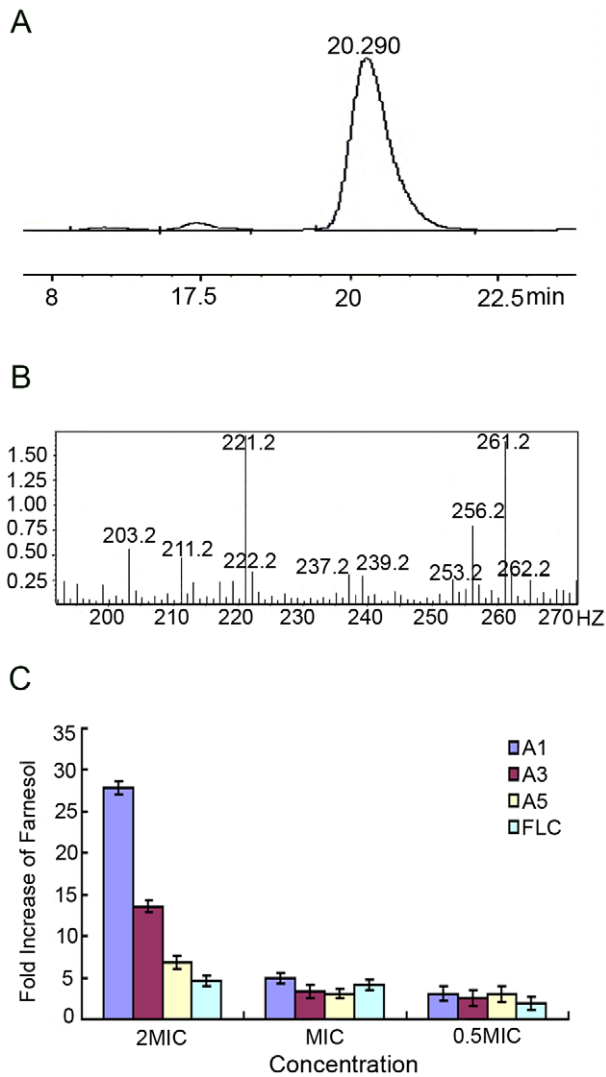 A
20.290
8 17.5 20 22.5min
B
221.2 261.2
1.50
1.25 256.2
1.00
0.75 203.2
0.50 211.2 222.2 237.2 239.2 253.2 262.2
0.25
200 210 220 230 240 250 260 270 HZ
C
Fold Increase of Farnesol
35
30
25
20
15
10
5
0
A1
A3
A5
FLC
2MIC MIC 0.5MIC
Concentration